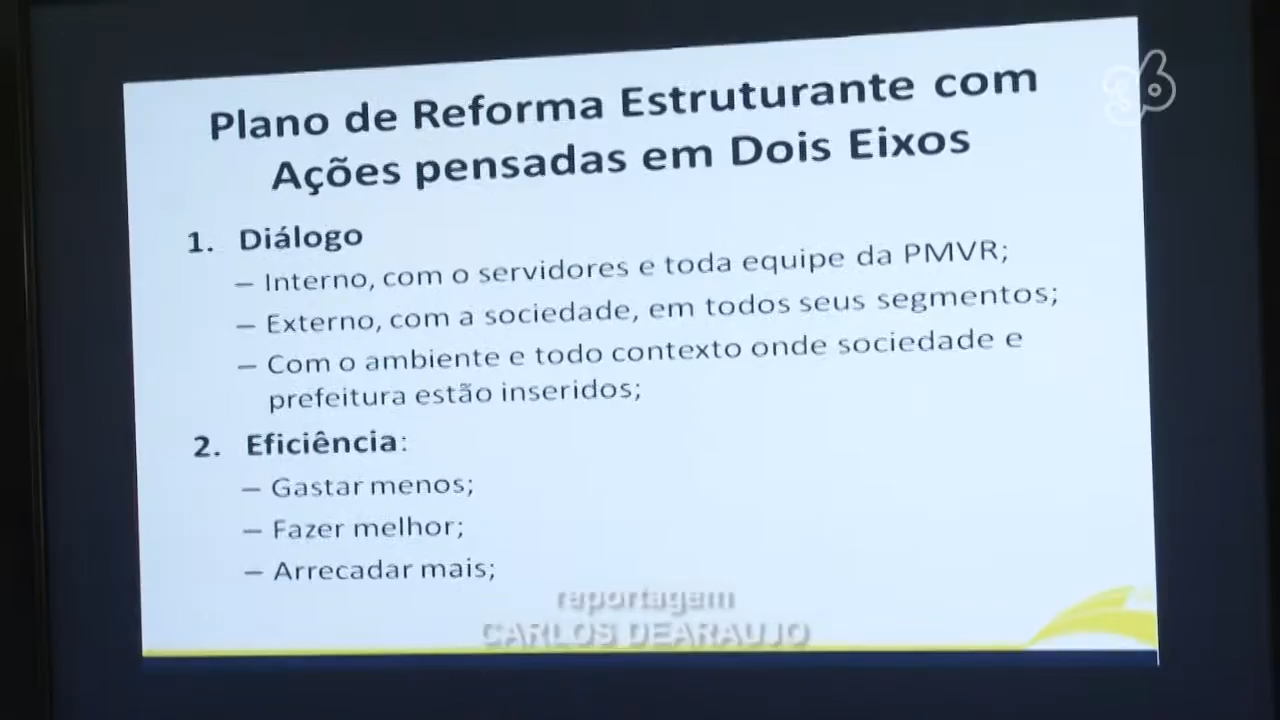 36
Plano de Reforma Estruturante com
Ações pensadas em Dois Eixos
1. Diálogo
– Interno, com o servidores e toda equipe da PMVR;
– Externo, com a sociedade, em todos seus segmentos;
– Com o ambiente e todo contexto onde sociedade e
prefeitura estão inseridos;
2. Eficiência:
– Gastar menos;
– Fazer melhor;
– Arrecadar mais;
reportagem
CARLOS DEARAUJO